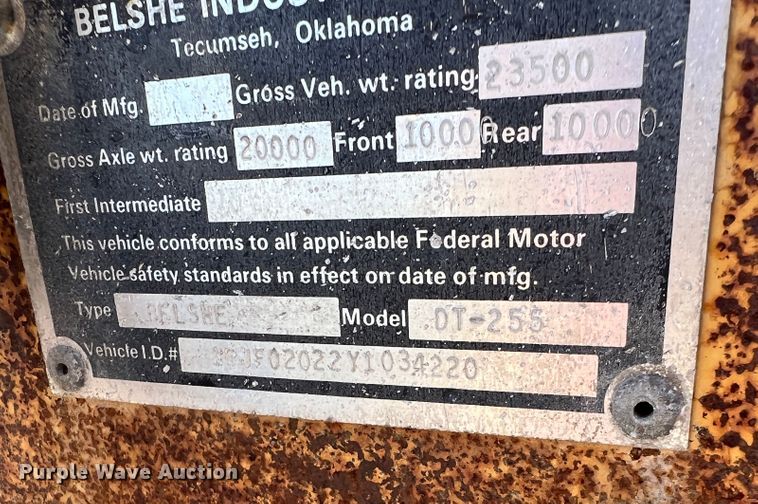 BELSHE
Tecumseh, Oklahoma
Date of Mfg. Gross Veh. wt. rating 23500
Gross Axle wt. rating 20000 Front 10000 Rear 10000
First Intermediate
This vehicle conforms to all applicable Federal Motor
Vehicle safety standards in effect on date of mfg.
Type BELSHE Model DT-255
Vehicle I.D.#
Purple Wave Auction